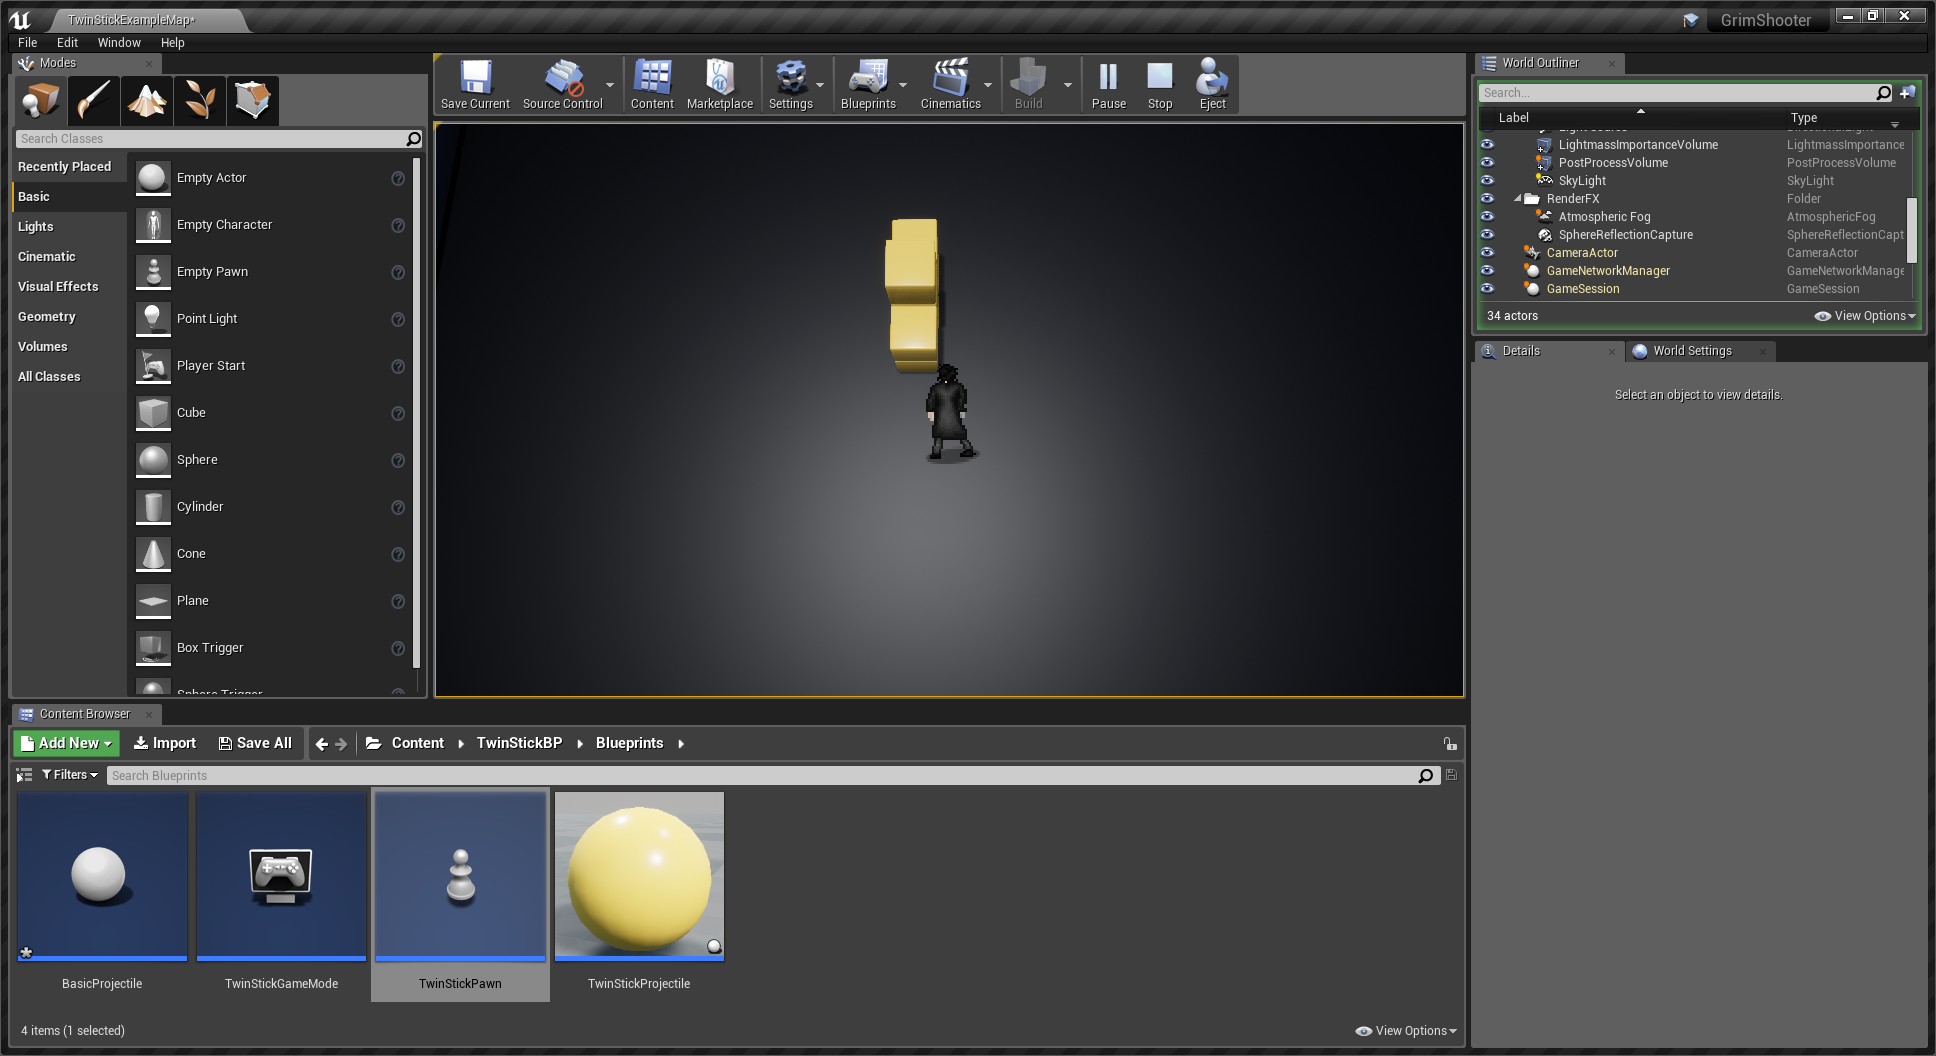 TwinStickExampleMap*
GrimShooter
File Edit Window Help
Modes
Search Classes
Recently Placed
Basic
Lights
Cinematic
Visual Effects
Geometry
Volumes
All Classes
Empty Actor
Empty Character
Empty Pawn
Point Light
Player Start
Cube
Sphere
Cylinder
Cone
Plane
Box Trigger
Sphere Trigger
Save Current Source Control Content Marketplace Settings Blueprints Cinematics Build Pause Stop Eject
World Outliner
Search...
Label Type
Light Source DirectionalLight
LightmassImportanceVolume LightmassImportance
PostProcessVolume PostProcessVolume
SkyLight SkyLight
RenderFX Folder
Atmospheric Fog AtmosphericFog
SphereReflectionCapture SphereReflectionCapt
CameraActor CameraActor
GameNetworkManager GameNetworkManage
GameSession GameSession
34 actors View Options
Details World Settings
Select an object to view details.
Content Browser
Add New Import Save All Content TwinStickBP Blueprints
Filters Search Blueprints
BasicProjectile TwinStickGameMode TwinStickPawn TwinStickProjectile
4 items (1 selected) View Options